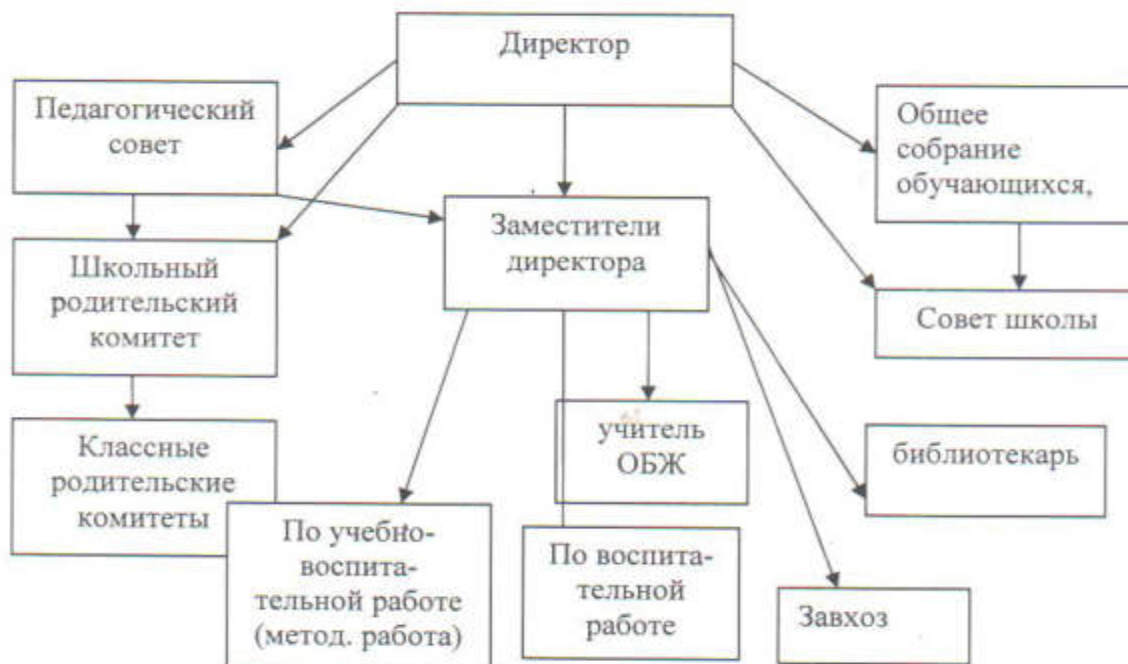 Директор
Педагогический
совет
Общее
собрание
обучающихся,
Заместители
директора
Школьный
родительский
комитет
Совет школы
Классные
родительские
комитеты
учитель
ОБЖ
библиотекарь
По учебно-
воспита-
тельной работе
(метод. работа)
По воспита-
тельной
работе
Завхоз